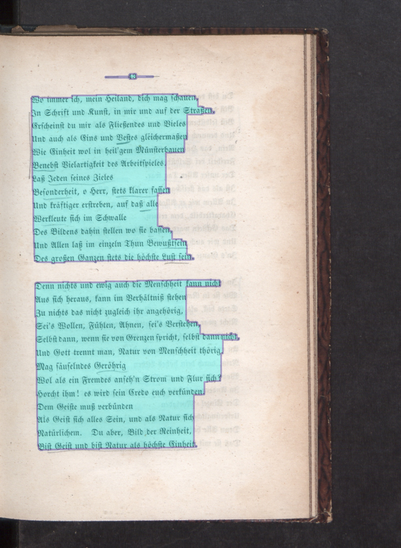 Wo immer ich, mein Heiland, dich mag schauen,
In Schrift und Kunst, in mir und auf der Straßen,
Erscheinst du mir als Fließendes und Vieles
Und auch als Eins und Bestes gleichermaßen
Wie Einheit wol in heil'gem Münsterbauen
Benebst Vielartigkeit des Arbeitspieles.
Laß Jeden seines Zieles
Besonderheit, o Herr, stets klarer fassen
Und kräftiger erstreben, auf daß alle
Werkleute sich im Schwalle
Des Bildens dahin stellen wo sie bassen,
Und Allen laß im eingeln Thun Bewußtsein
Des großen Ganzen stets die höchste Lust sein.
Denn nichts und ewig auch die Menschheit kann nicht
Aus sich heraus, kann im Verhältniß stehen
Zu nichts das nicht zugleich ihr angehörig,
Sei's Wollen, Fühlen, Ahnen, sei's Verstehen,
Selbst dann, wenn sie von Grenzen spricht, selbst dann nicht,
Und Gott trennt man, Natur von Menschheit thörig.
Mag säuselndes Geröhrig
Wol als ein Fremdes anseh'n Strom und Flur sich?
Horcht ihm! es wird sein Credo euch verkünden,
Dem Geiste muß verbünden
Als Geist sich alles Sein, und als Natur sich
Natürlichem. Du aber, Bild der Reinheit,
Bist Geist und bist Natur als höchste Einheit.